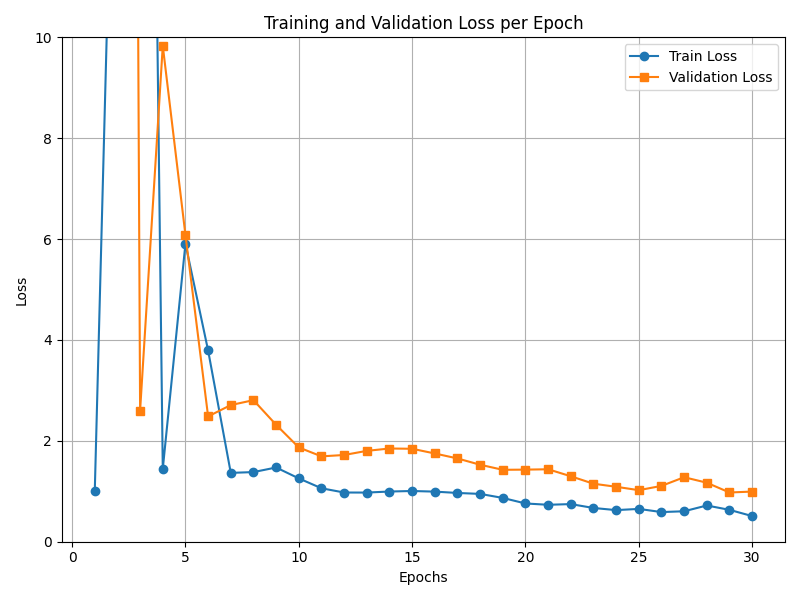 Training and Validation Loss per Epoch
Train Loss
Validation Loss
Loss
10
8
6
4
2
0
0 5 10 15 20 25 30
Epochs